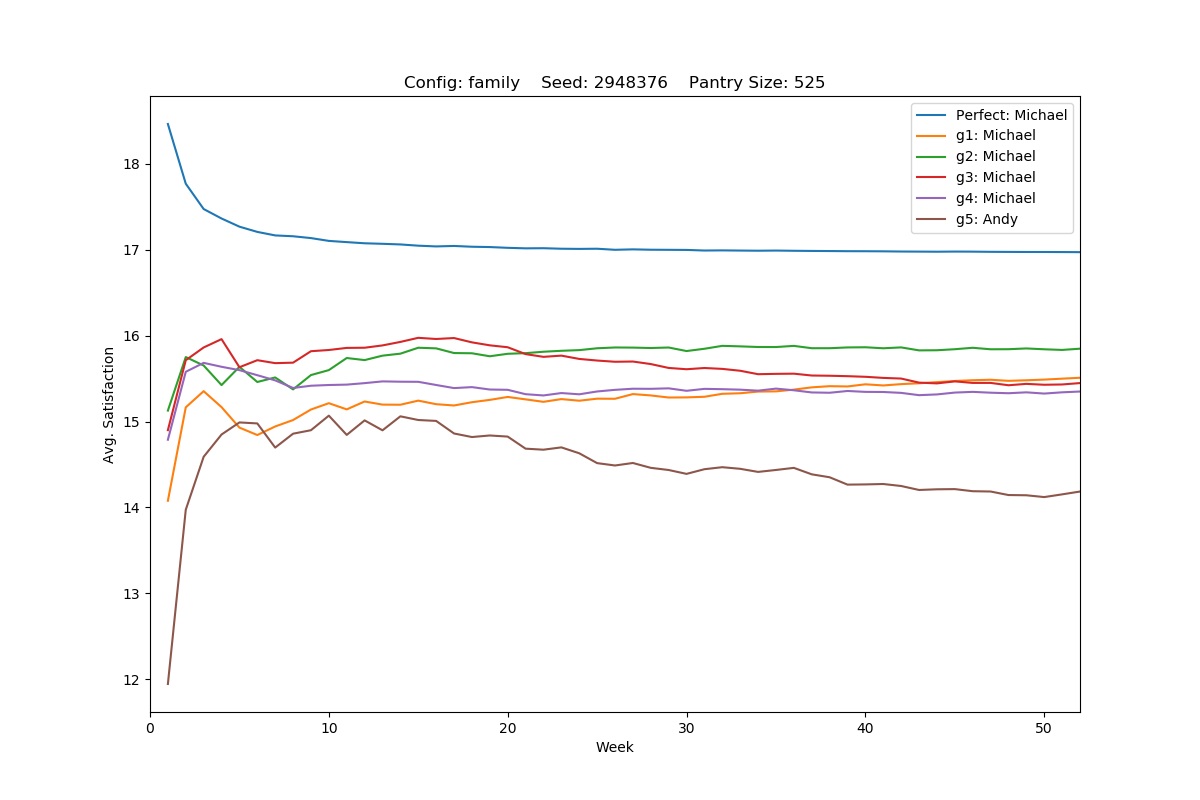 Config: family    Seed: 2948376    Pantry Size: 525
Perfect: Michael
g1: Michael
g2: Michael
g3: Michael
g4: Michael
g5: Andy
Avg. Satisfaction
18
17
16
15
14
13
12
0 10 20 30 40 50
Week